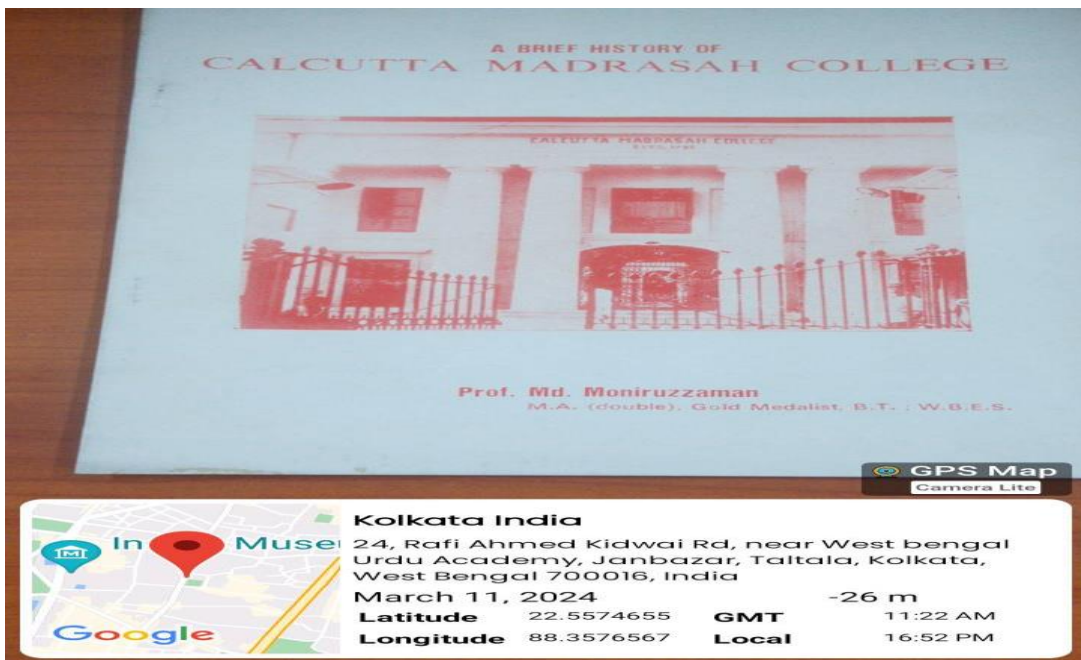 A BRIEF HISTORY OF
CALCUTTA MADRASAH COLLEGE
CALCUTTA MADRASAH COLLEGE
Prof. Md. Moniruzzaman
M.A. (double), Gold Medalist, B.T. ; W.B.E.S.
GPS Map
Camera Lite
In Muse
Google
Kolkata India
24, Rafi Ahmed Kidwai Rd, near West bengal
Urdu Academy, Janbazar, Taltala, Kolkata,
West Bengal 700016, India
March 11, 2024 -26 m
Latitude 22.5574655 GMT 11:22 AM
Longitude 88.3576567 Local 16:52 PM